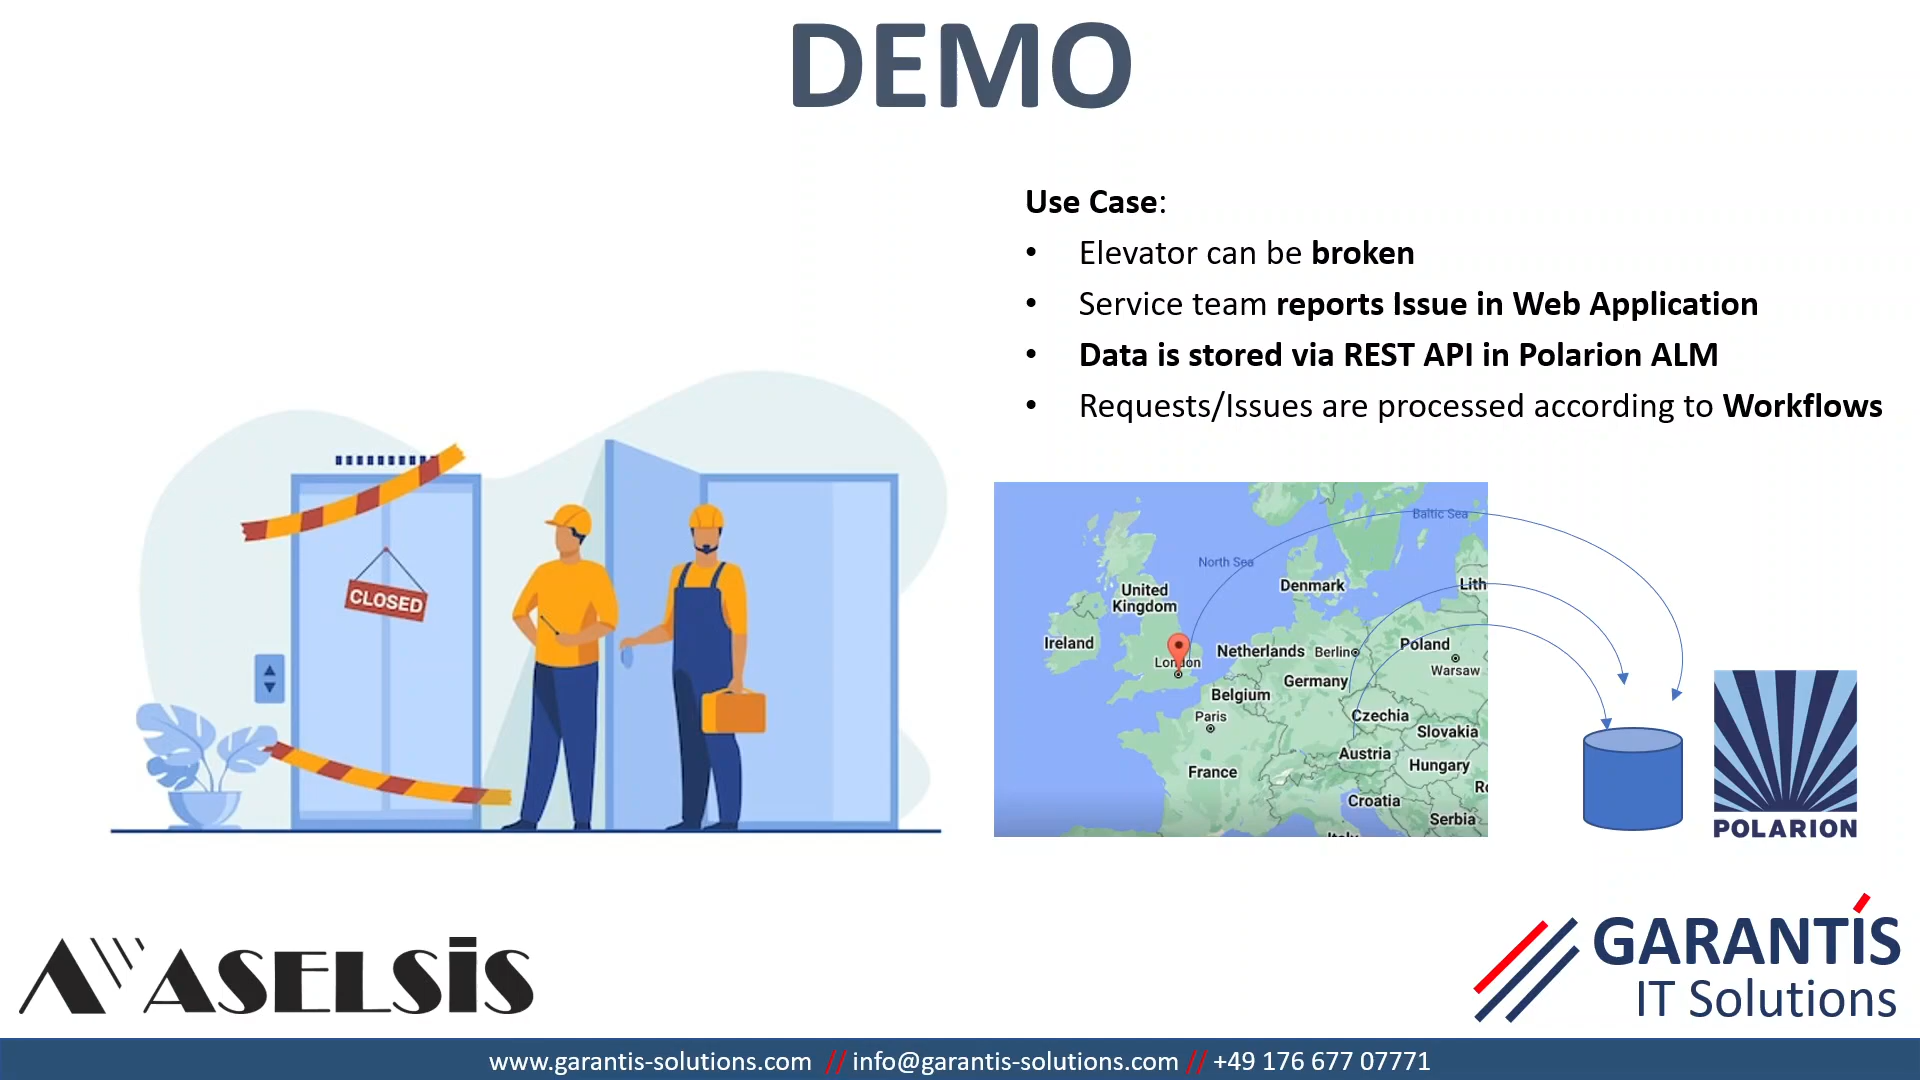 DEMO
Use Case:
• Elevator can be broken
• Service team reports Issue in Web Application
• Data is stored via REST API in Polarion ALM
• Requests/Issues are processed according to Workflows
CLOSED
Baltic Sea
North Sea
Denmark
Lith
United
Kingdom
Ireland
Netherlands
Berlin
Poland
London
Warsaw
Germany
Belgium
Paris
Czechia
Slovakia
Austria
Hungary
France
Croatia
Serbia
POLARION
ASELSiS
GARANTİS
IT Solutions
www.garantis-solutions.com // info@garantis-solutions.com // +49 176 677 07771